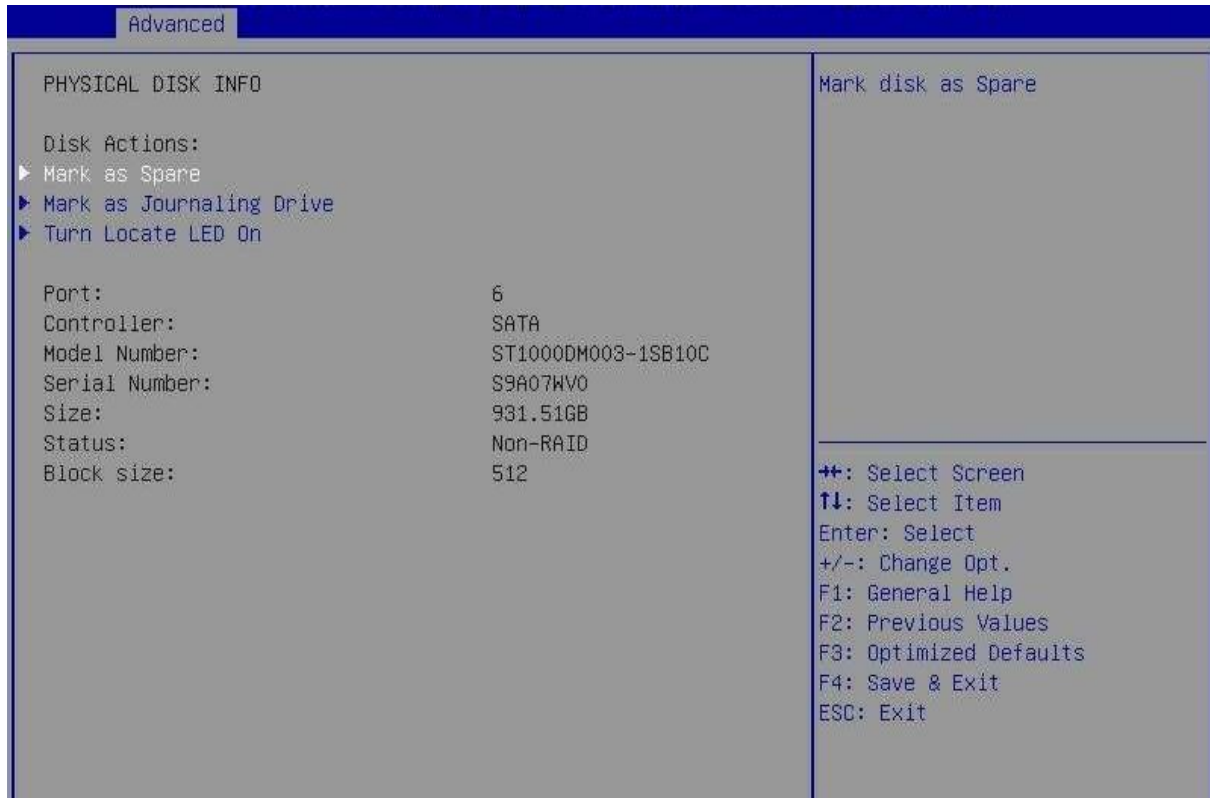 Advanced
PHYSICAL DISK INFO
Disk Actions:
Mark as Spare
Mark as Journaling Drive
Turn Locate LED On
Port: 6
Controller: SATA
Model Number: ST1000DM003-1SB10C
Serial Number: S9A07WV0
Size: 931.51GB
Status: Non-RAID
Block size: 512
Mark disk as Spare
→←: Select Screen
↑↓: Select Item
Enter: Select
+/-: Change Opt.
F1: General Help
F2: Previous Values
F3: Optimized Defaults
F4: Save & Exit
ESC: Exit